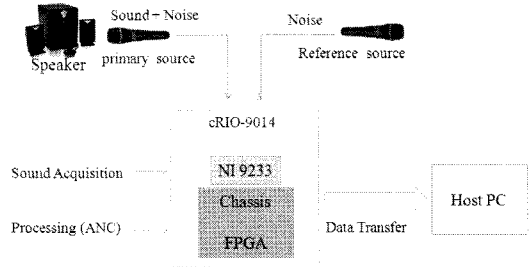 Sound + Noise
Noise
Speaker
primary source
Reference source
cRIO-9014
Sound Acquisition
NI 9233
Chassis
Host PC
Processing (ANC)
FPGA
Data Transfer